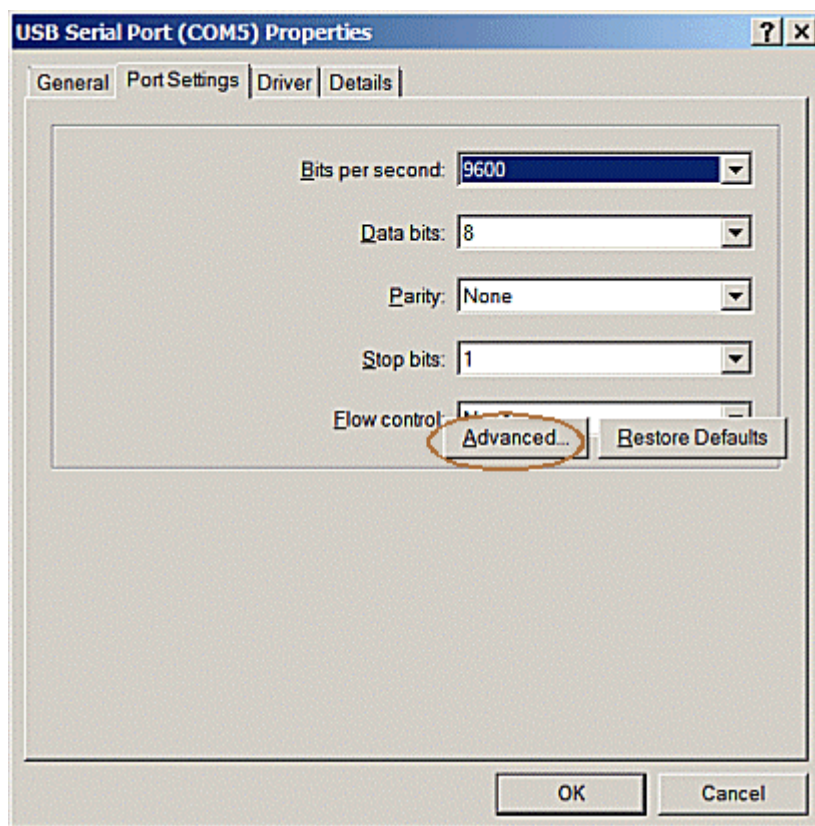 USB Serial Port (COM5) Properties
General Port Settings Driver Details
Bits per second: 9600
Data bits: 8
Parity: None
Stop bits: 1
Flow control:
Advanced... Restore Defaults
OK Cancel